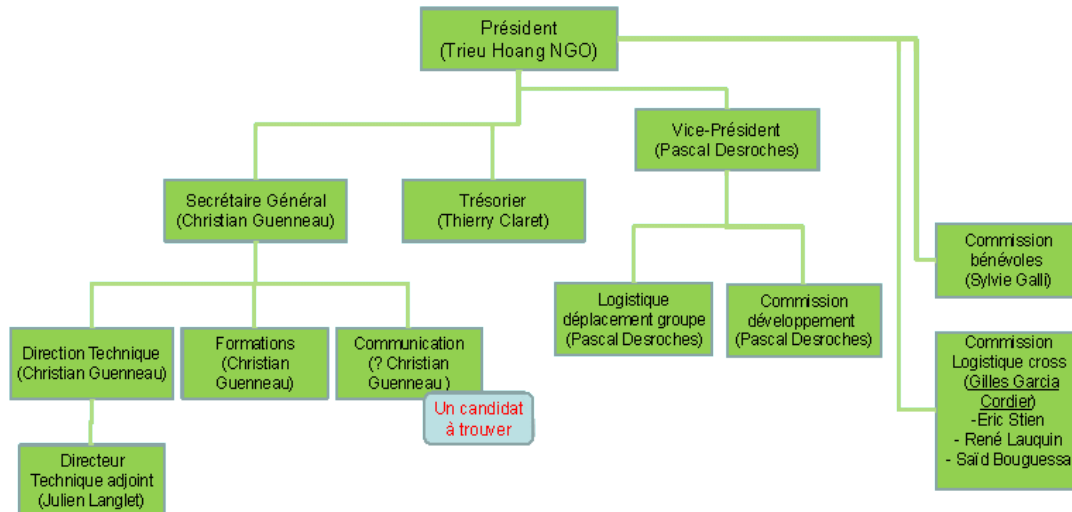 Président
(Trieu Hoang NGO)
Vice-Président
(Pascal Desroches)
Secrétaire Général
(Christian Guenneau)
Trésorier
(Thierry Claret)
Commission
bénévoles
(Sylvie Galli)
Logistique
déplacement groupe
(Pascal Desroches)
Commission
développement
(Pascal Desroches)
Direction Technique
(Christian Guenneau)
Formations
(Christian
Guenneau)
Communication
(? Christian
Guenneau )
Un candidat
à trouver
Commission
Logistique cross
(Gilles Garcia
Cordier)
-Eric Stien
- René Lauquin
- Saïd Bouguessa
Directeur
Technique adjoint
(Julien Langlet)